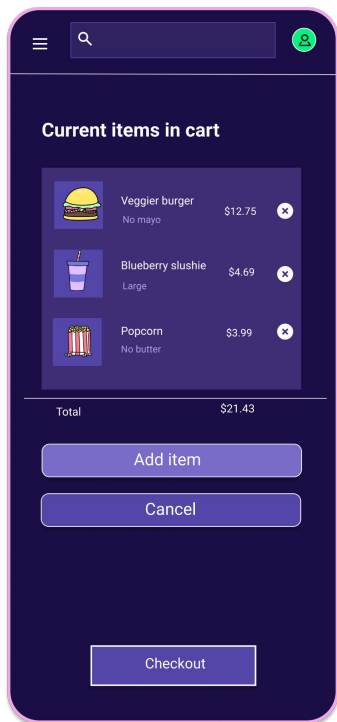 Current items in cart
Veggier burger
No mayo
$12.75
Blueberry slushie
Large
$4.69
Popcorn
No butter
$3.99
Total
$21.43
Add item
Cancel
Checkout